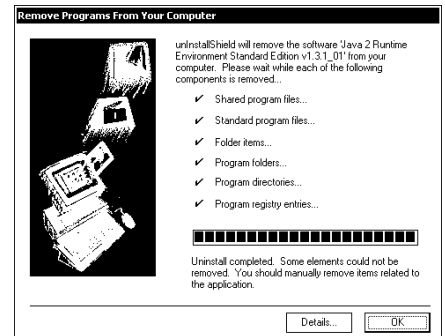 Remove Programs From Your Computer
unInstallShield will remove the software 'Java 2 Runtime
Environment Standard Edition v1.3.1_01' from your
computer. Please wait while each of the following
components is removed...
✓ Shared program files...
✓ Standard program files...
✓ Folder items...
✓ Program folders...
✓ Program directories...
✓ Program registry entries...
Uninstall completed. Some elements could not be
removed. You should manually remove items related to
the application.
Details... OK